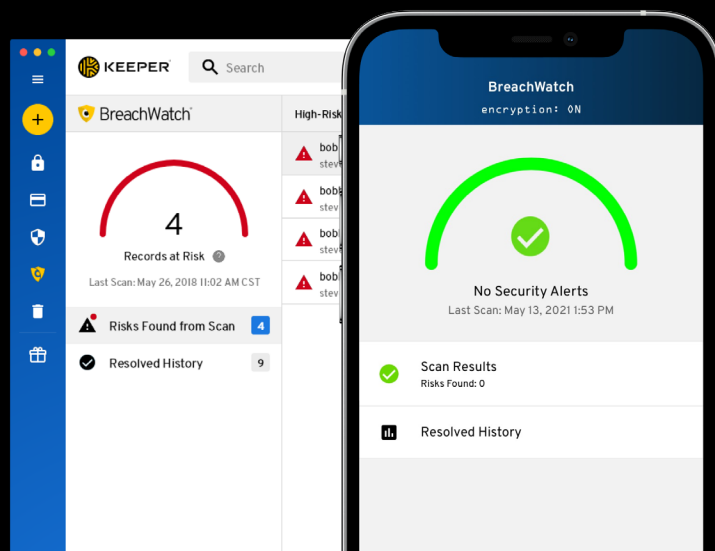 KEEPER
Search
BreachWatch
High-Risk
4
Records at Risk
Last Scan: May 26, 2018 11:02 AM CST
Risks Found from Scan 4
Resolved History 9
bob
stev
bob
stev
bob
stev
bob
stev
BreachWatch
encryption: ON
No Security Alerts
Last Scan: May 13, 2021 1:53 PM
Scan Results
Risks Found: 0
Resolved History